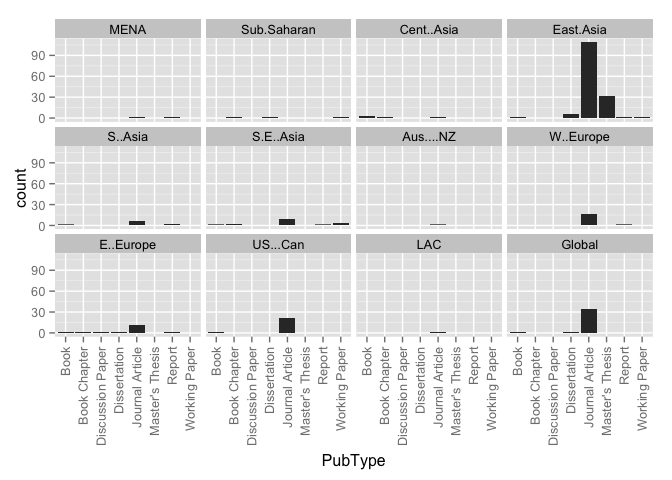 MENA Sub.Saharan Cent..Asia East.Asia
90
60
30
0
S..Asia S.E..Asia Aus....NZ W..Europe
count
90
60
30
0
E..Europe US...Can LAC Global
90
60
30
0
Book Book Chapter Discussion Paper Dissertation Journal Article Master's Thesis Report Working Paper Book Book Chapter Discussion Paper Dissertation Journal Article Master's Thesis Report Working Paper Book Book Chapter Discussion Paper Dissertation Journal Article Master's Thesis Report Working Paper Book Book Chapter Discussion Paper Dissertation Journal Article Master's Thesis Report Working Paper
PubType